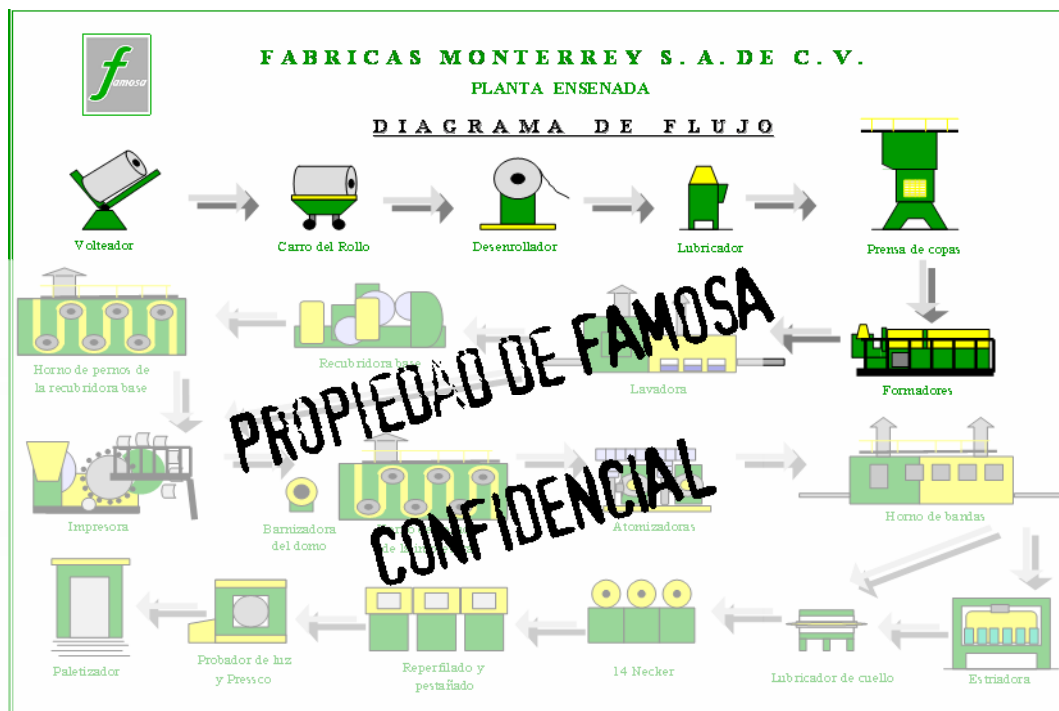 famosa
FABRICAS MONTERREY S.A. DE C.V.
PLANTA ENSENADA
DIAGRAMA DE FLUJO
Volteador
Carro del Rollo
Desenrollador
Lubricador
Prensa de copas
Horno de pernos de
la recubridora base
Recubridora base
Lavadora
Formadores
PROPIEDAD DE FAMOSA
CONFIDENCIAL
Impresora
Barnizadora
del domo
Atomizadoras
Horno de bandas
Paletizador
Probador de luz
y Pressco
Reperfilado y
pestañado
14 Necker
Lubricador de cuello
Estriadora